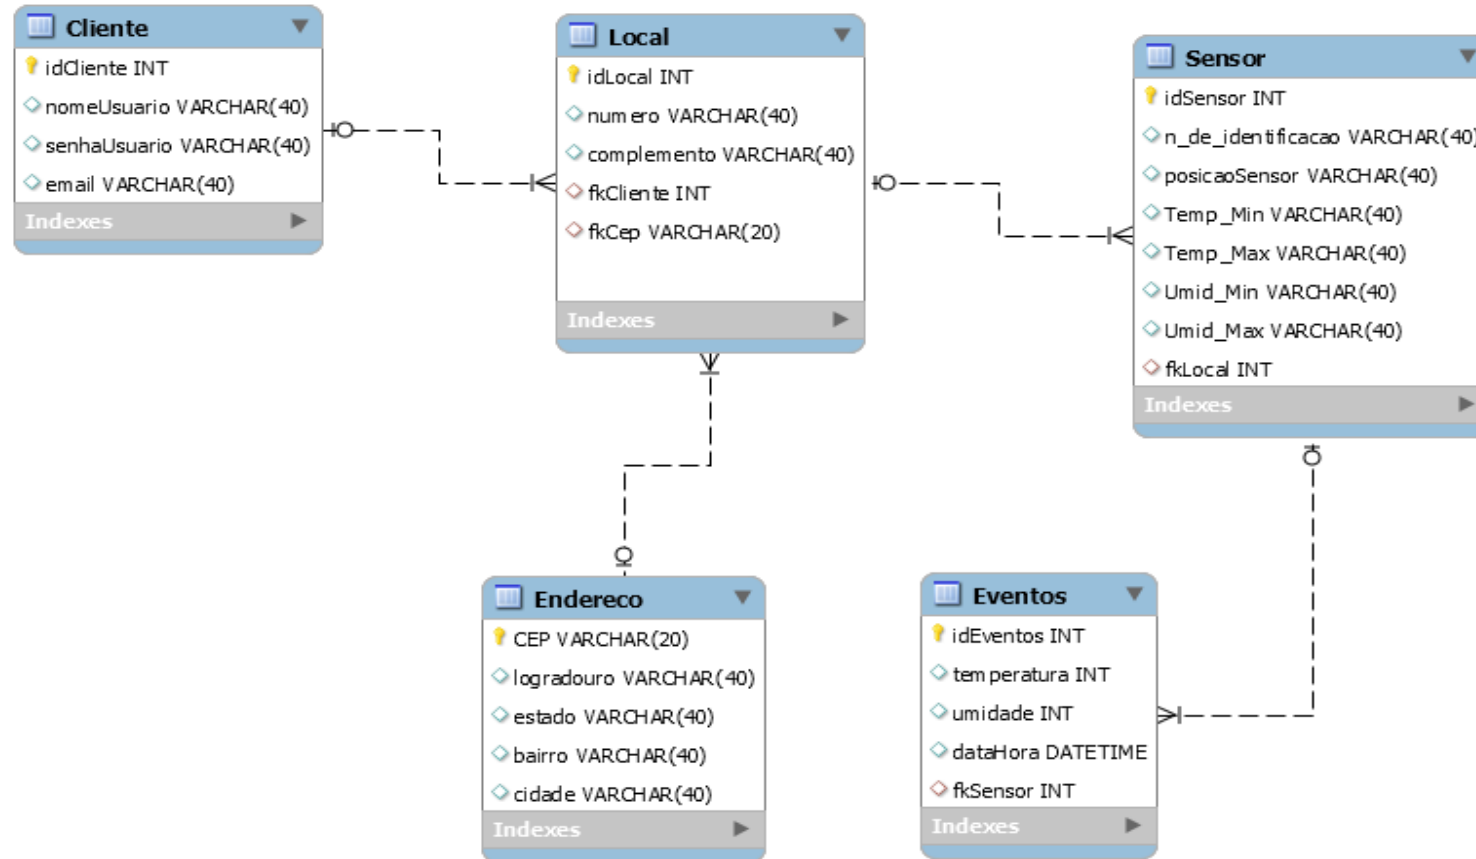 Cliente
idCliente INT
nomeUsuario VARCHAR(40)
senhaUsuario VARCHAR(40)
email VARCHAR(40)
Indexes
Local
idLocal INT
numero VARCHAR(40)
complemento VARCHAR(40)
fkCliente INT
fkCep VARCHAR(20)
Indexes
Sensor
idSensor INT
n_de_identificacao VARCHAR(40)
posicaoSensor VARCHAR(40)
Temp_Min VARCHAR(40)
Temp_Max VARCHAR(40)
Umid_Min VARCHAR(40)
Umid_Max VARCHAR(40)
fkLocal INT
Indexes
Endereco
CEP VARCHAR(20)
logradouro VARCHAR(40)
estado VARCHAR(40)
bairro VARCHAR(40)
cidade VARCHAR(40)
Indexes
Eventos
idEventos INT
temperatura INT
umidade INT
dataHora DATETIME
fkSensor INT
Indexes